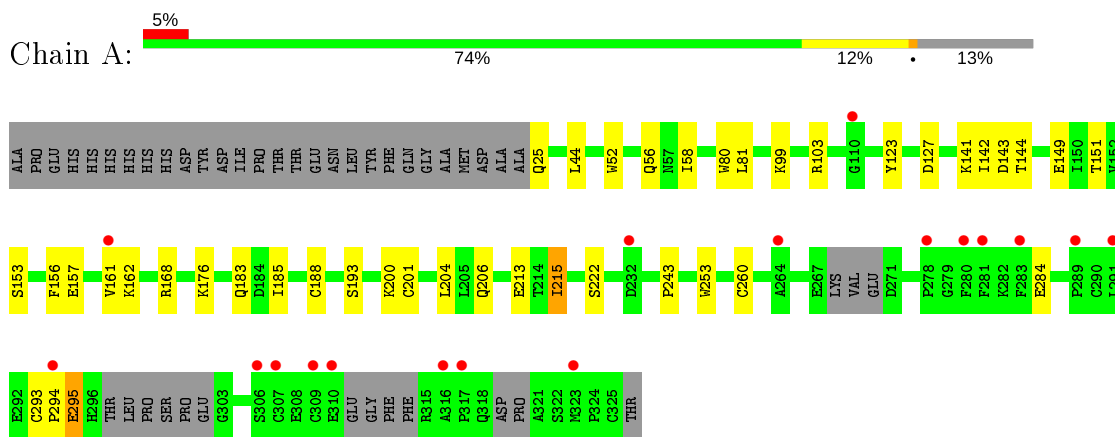 5%
Chain A:
74% 12% • 13%
ALA PRO GLU HIS HIS HIS HIS HIS HIS ASP TYR ASP ILE PRO THR THR GLU ASN LEU TYR PHE GLN GLY ALA MET ASP ALA ALA Q25 L44 W52 Q56 N57 I58 W80 L81 K99 R103 G110 Y123 D127 K141 I142 D143 T144 E149 I150 T151 V152
S153 F156 E157 V161 K162 R168 K176 Q183 D184 I185 C188 S193 K200 C201 L204 L205 Q206 E213 T214 I215 S222 D232 P243 W253 C260 A264 E267 LYS VAL GLU D271 P278 G279 F280 F281 K282 F283 E284 P289 C290 L291
E292 C293 P294 E295 H296 THR LEU PRO SER PRO GLU G303 S306 C307 E308 C309 E310 GLU GLY PHE PHE R315 A316 P317 Q318 ASP PRO A321 S322 M323 P324 C325 THR